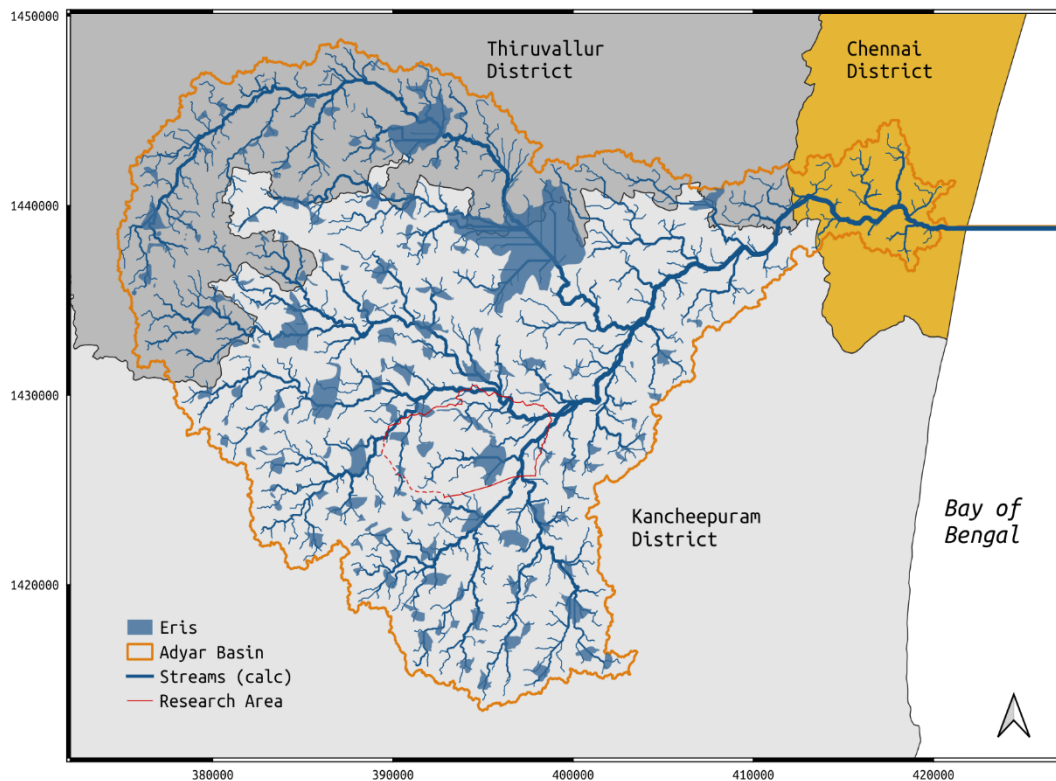 1450000
Thiruvallur
District
Chennai
District
1440000
1430000
Kancheepuram
District
Bay of
Bengal
1420000
Eris
Adyar Basin
Streams (calc)
Research Area
380000
390000
400000
410000
420000